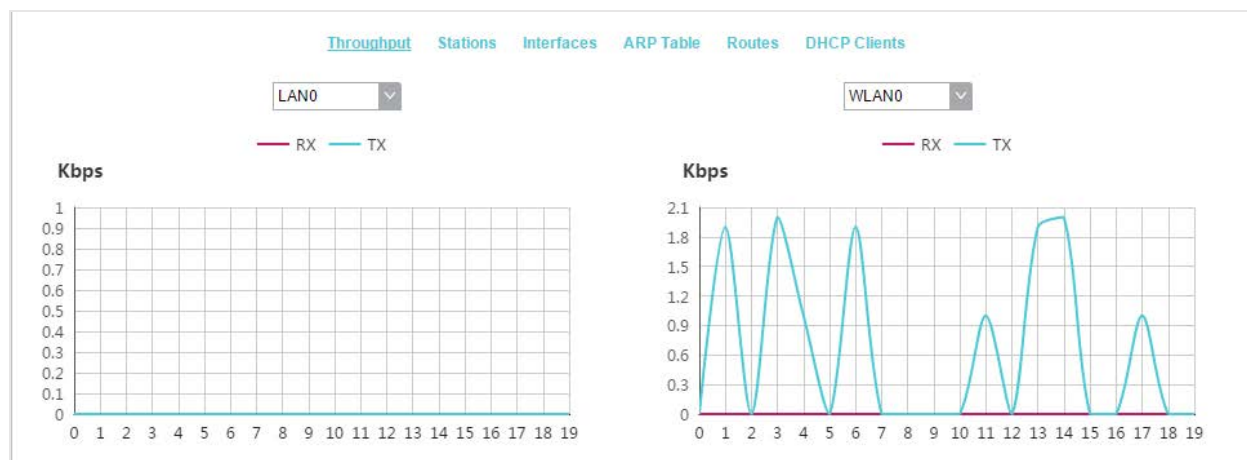 Throughput Stations Interfaces ARP Table Routes DHCP Clients
LAN0
RX TX
Kbps
1
0.9
0.8
0.7
0.6
0.5
0.4
0.3
0.2
0.1
0
0 1 2 3 4 5 6 7 8 9 10 11 12 13 14 15 16 17 18 19
WLAN0
RX TX
Kbps
2.1
1.8
1.5
1.2
0.9
0.6
0.3
0
0 1 2 3 4 5 6 7 8 9 10 11 12 13 14 15 16 17 18 19